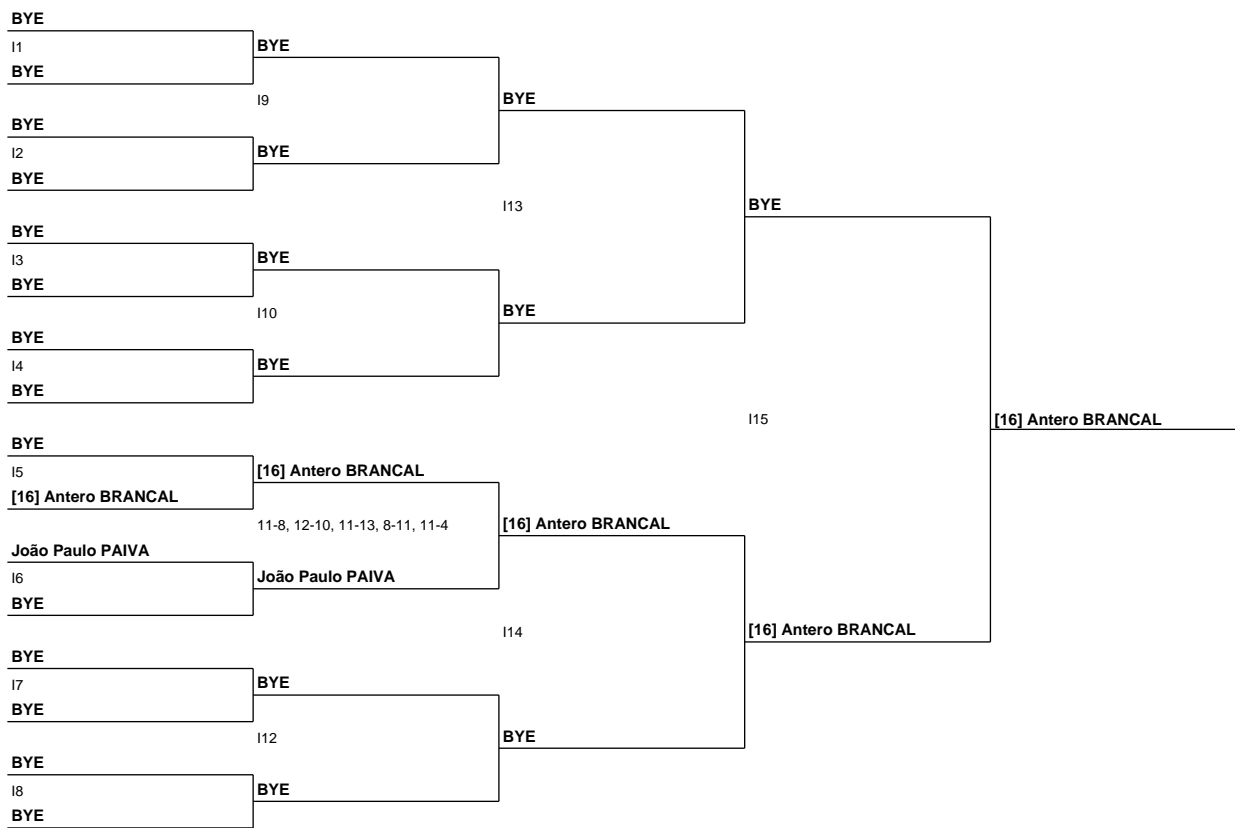 BYE
I1
BYE
BYE
I9
BYE
BYE
I2
BYE
BYE
I13
BYE
BYE
I3
BYE
BYE
I10
BYE
BYE
I4
BYE
BYE
I15
[16] Antero BRANCAL
BYE
I5
[16] Antero BRANCAL
[16] Antero BRANCAL
11-8, 12-10, 11-13, 8-11, 11-4
[16] Antero BRANCAL
João Paulo PAIVA
I6
João Paulo PAIVA
BYE
I14
[16] Antero BRANCAL
BYE
I7
BYE
BYE
I12
BYE
BYE
I8
BYE
BYE